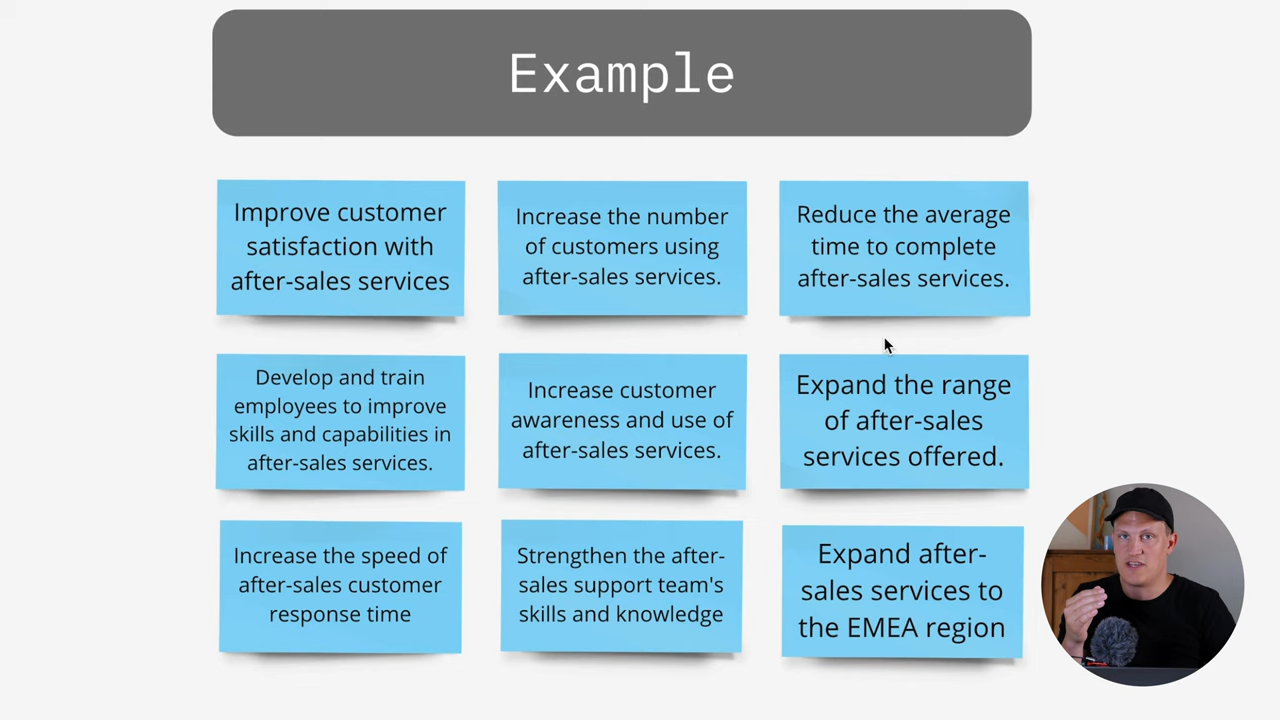 Example
Improve customer
satisfaction with
after-sales services
Increase the number
of customers using
after-sales services.
Reduce the average
time to complete
after-sales services.
Develop and train
employees to improve
skills and capabilities in
after-sales services.
Increase customer
awareness and use of
after-sales services.
Expand the range
of after-sales
services offered.
Increase the speed of
after-sales customer
response time
Strengthen the after-
sales support team's
skills and knowledge
Expand after-
sales services to
the EMEA region